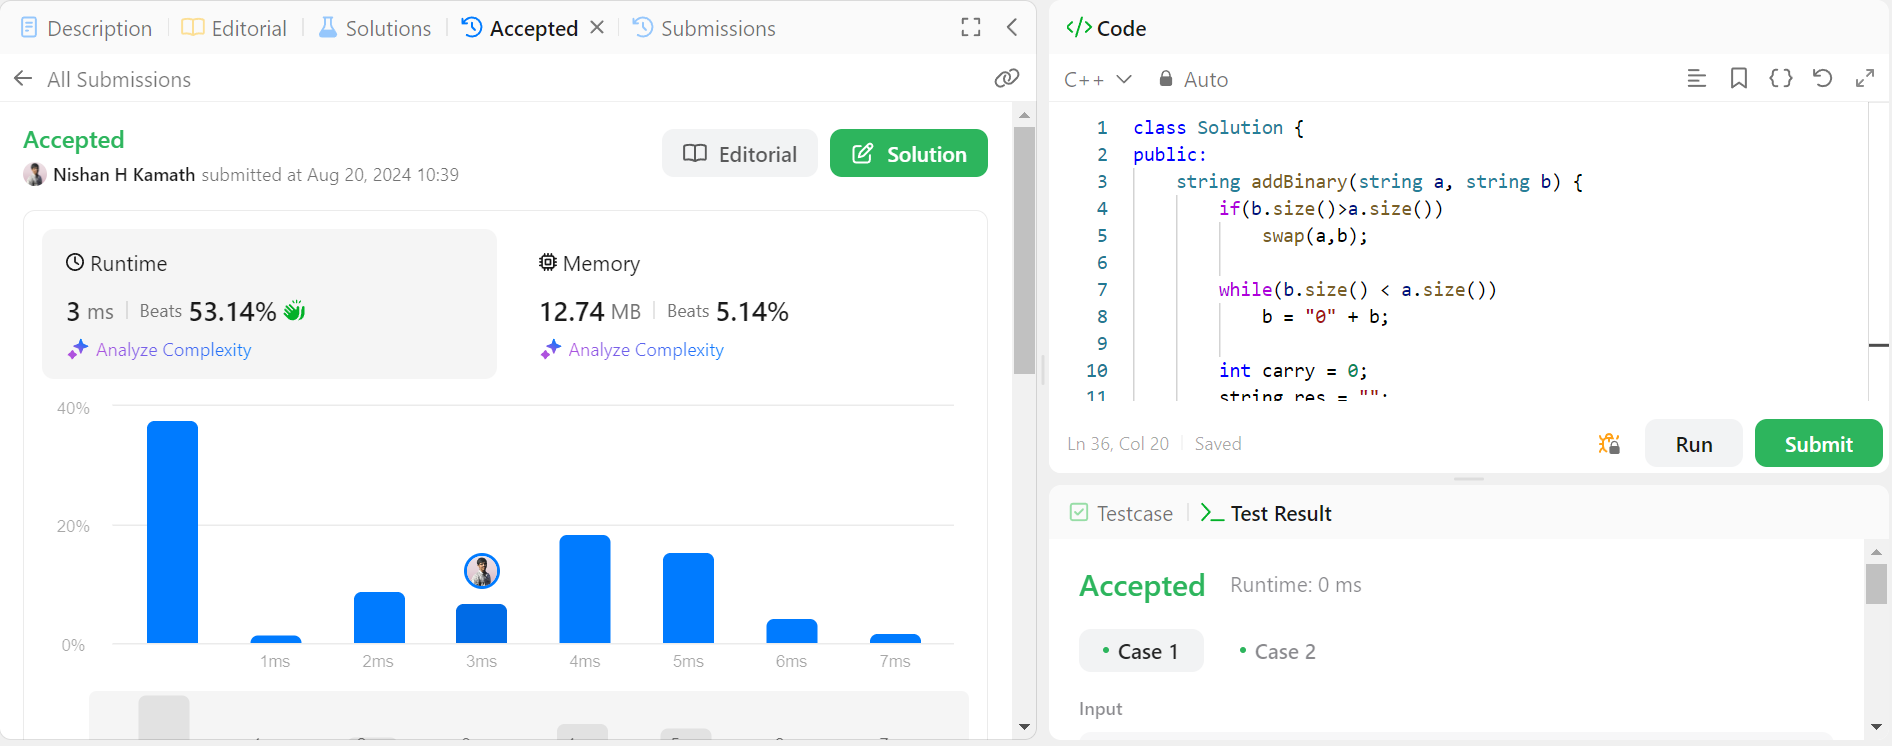 Description Editorial Solutions Accepted Submissions
All Submissions
Accepted
Nishan H Kamath submitted at Aug 20, 2024 10:39
Editorial Solution
Runtime
3 ms Beats 53.14%
Analyze Complexity
Memory
12.74 MB Beats 5.14%
Analyze Complexity
40%
20%
0%
1ms 2ms 3ms 4ms 5ms 6ms 7ms
Code
C++ Auto
1 class Solution {
2 public:
3 string addBinary(string a, string b) {
4 if(b.size()>a.size())
5 swap(a,b);
6
7 while(b.size() < a.size())
8 b = "0" + b;
9
10 int carry = 0;
11 string res = "";
Ln 36, Col 20 Saved
Run Submit
Testcase Test Result
Accepted Runtime: 0 ms
Case 1 Case 2
Input